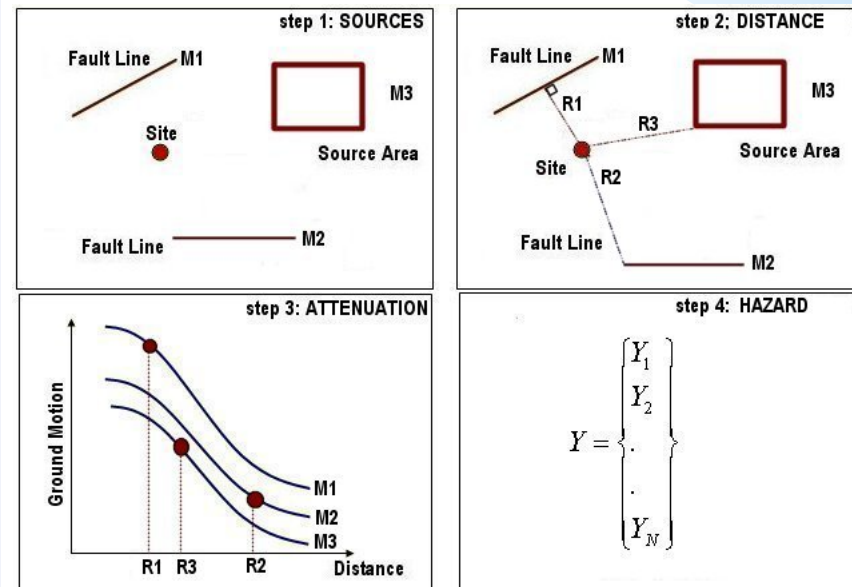 step 1: SOURCES
Fault Line
M1
M3
Site
Source Area
Fault Line
M2
step 2: DISTANCE
Fault Line
M1
R1
M3
R3
Source Area
Site
R2
Fault Line
M2
step 3: ATTENUATION
Ground Motion
M1
M2
M3
R1 R3 R2 Distance
step 4: HAZARD
Y = { Y1
Y2
.
.
YN }